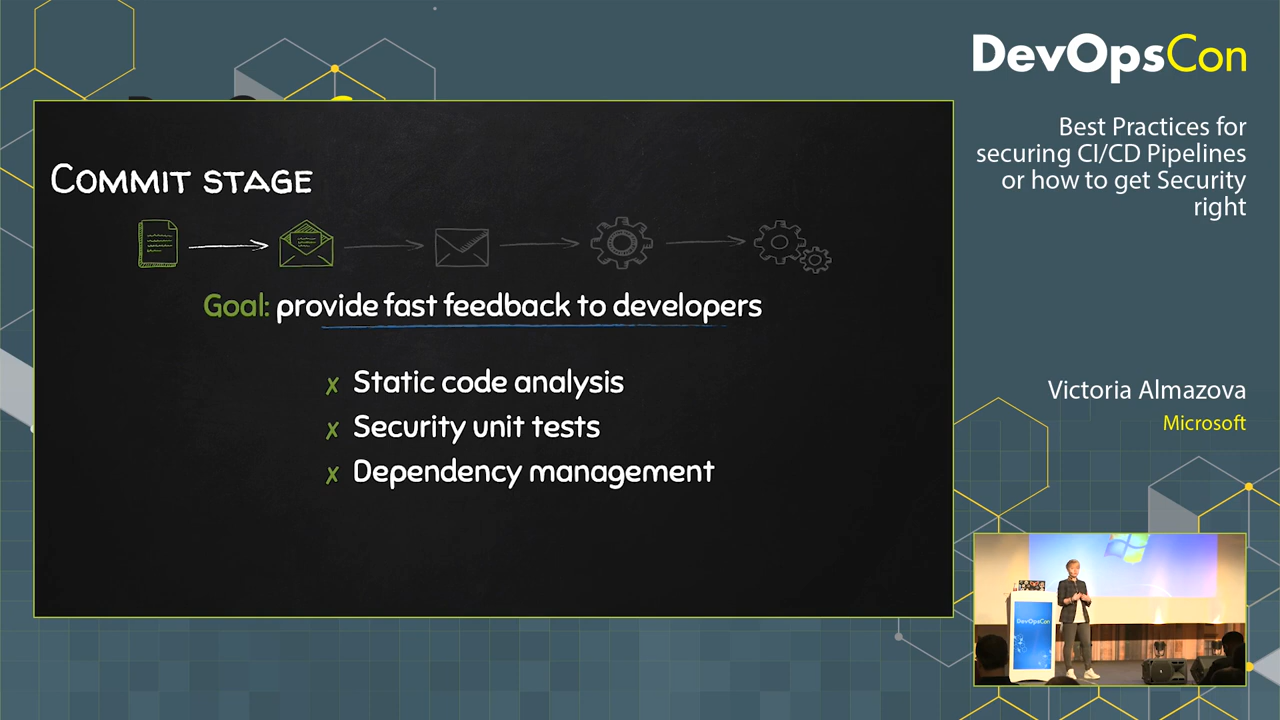 Commit stage
Goal: provide fast feedback to developers
✗ Static code analysis
✗ Security unit tests
✗ Dependency management
DevOpsCon
Best Practices for
securing CI/CD Pipelines
or how to get Security
right
Victoria Almazova
Microsoft
DevOpsCon